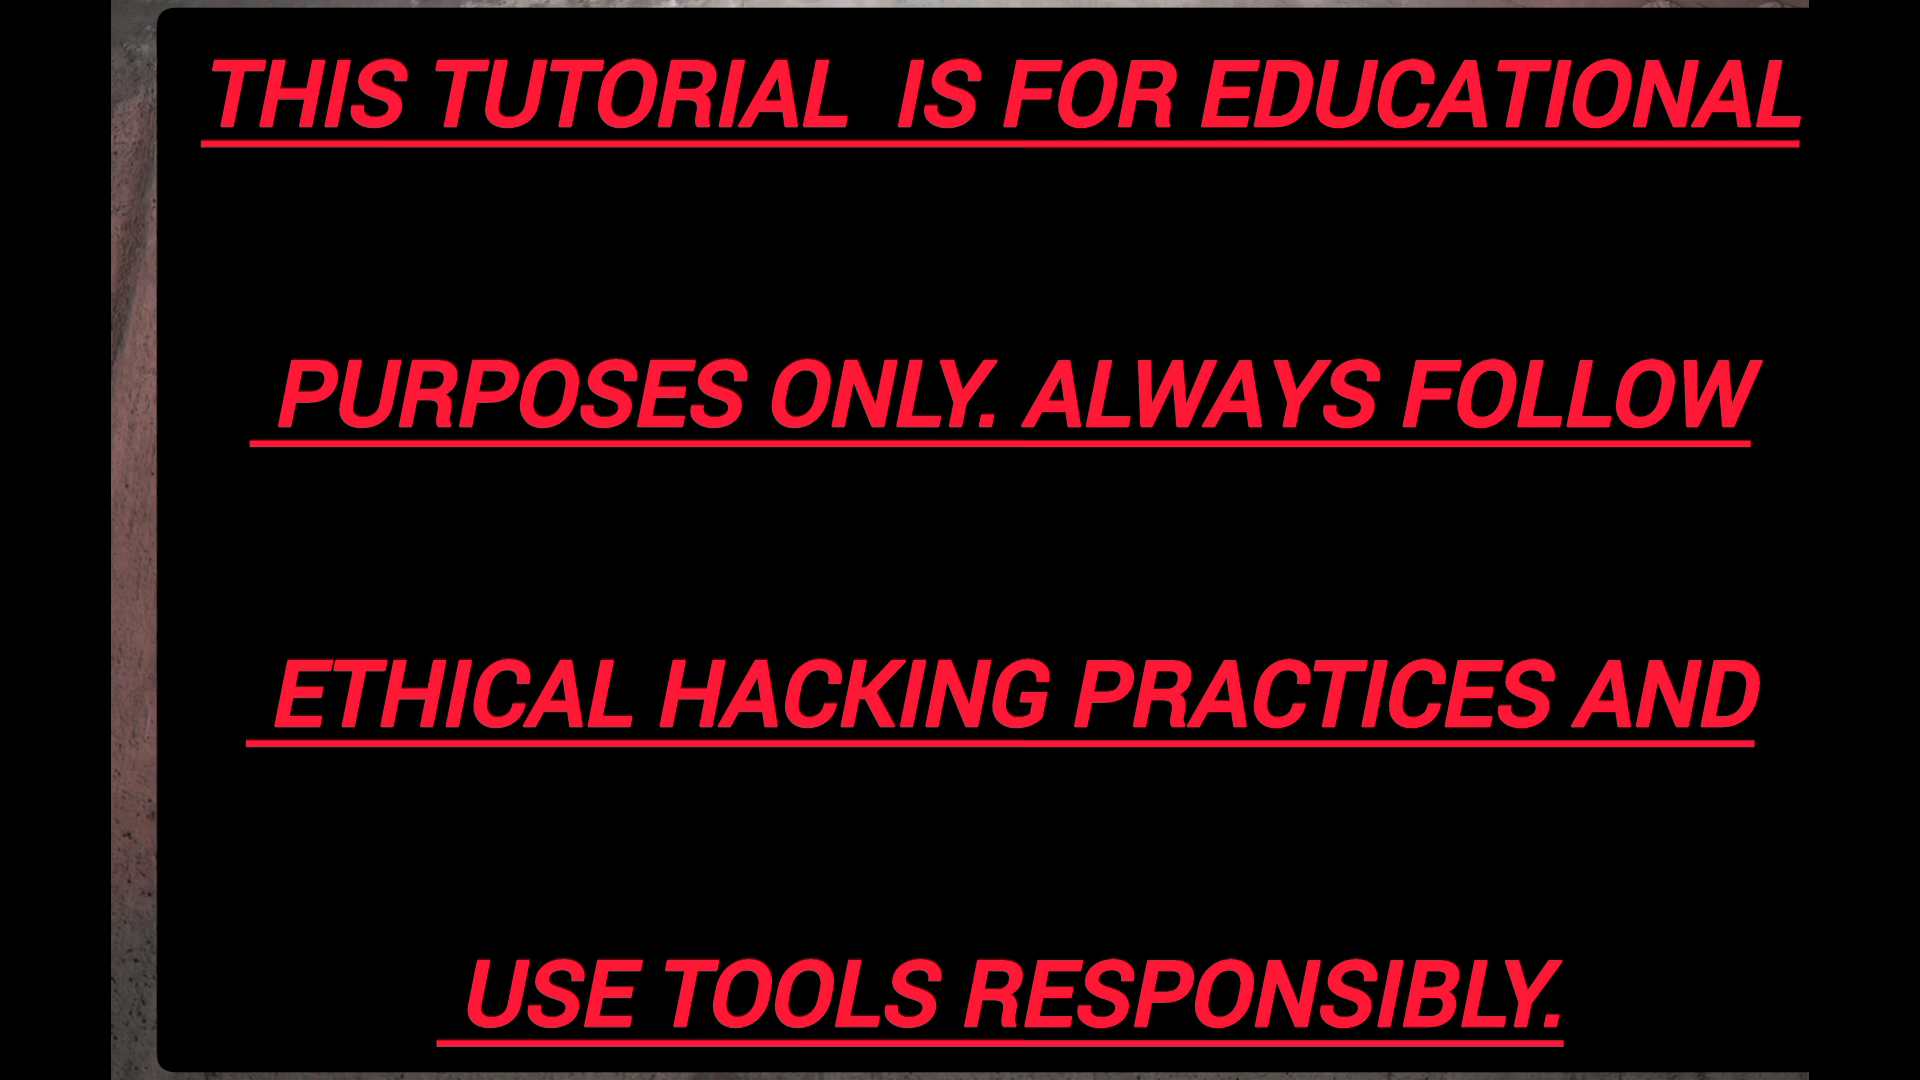 THIS TUTORIAL IS FOR EDUCATIONAL
PURPOSES ONLY. ALWAYS FOLLOW
ETHICAL HACKING PRACTICES AND
USE TOOLS RESPONSIBLY.